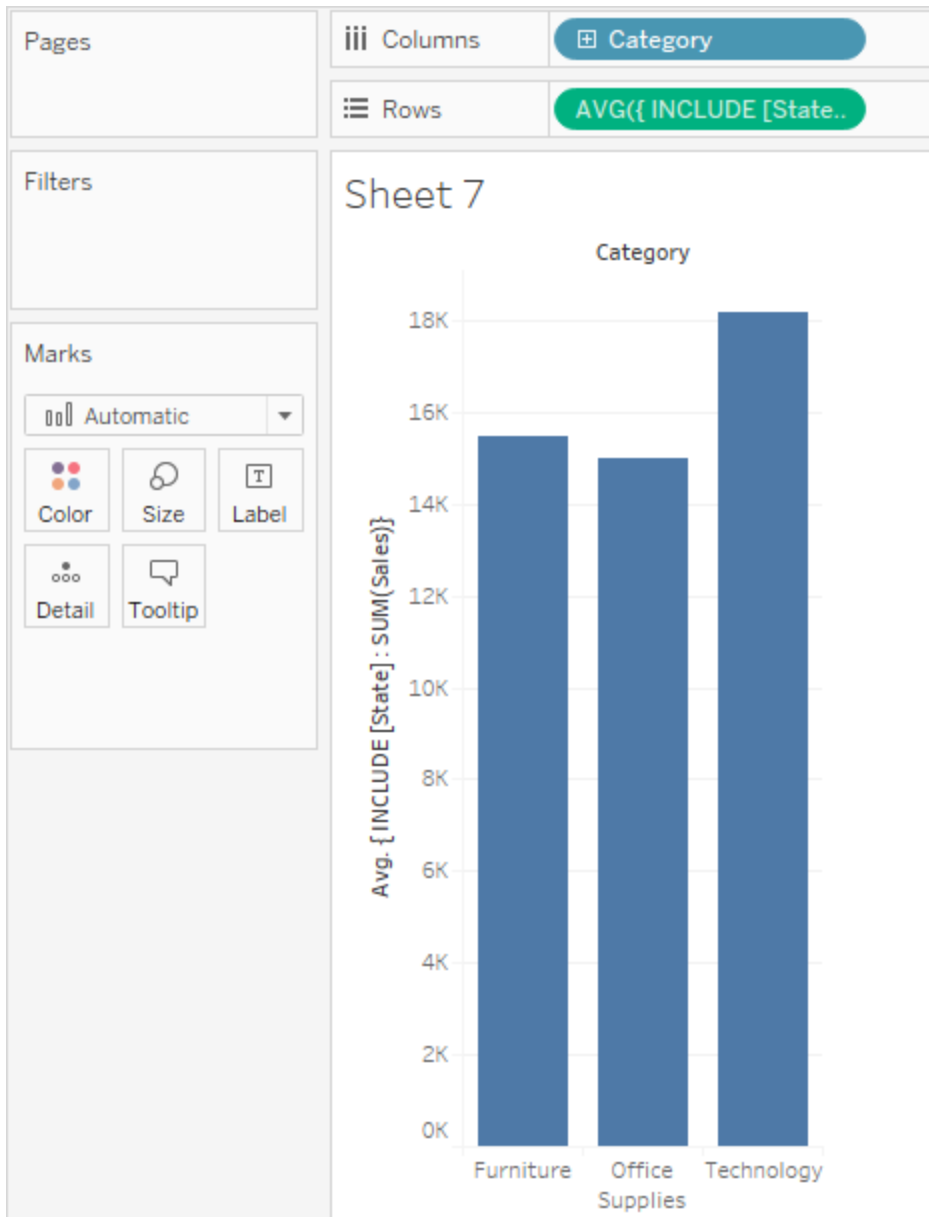 Pages
Columns
Category
Rows
AVG({ INCLUDE [State..
Filters
Marks
Automatic
Color
Size
Label
Detail
Tooltip
Sheet 7
Category
18K
16K
14K
12K
10K
8K
6K
4K
2K
0K
Avg. { INCLUDE [State] : SUM(Sales)}
Furniture
Office
Supplies
Technology